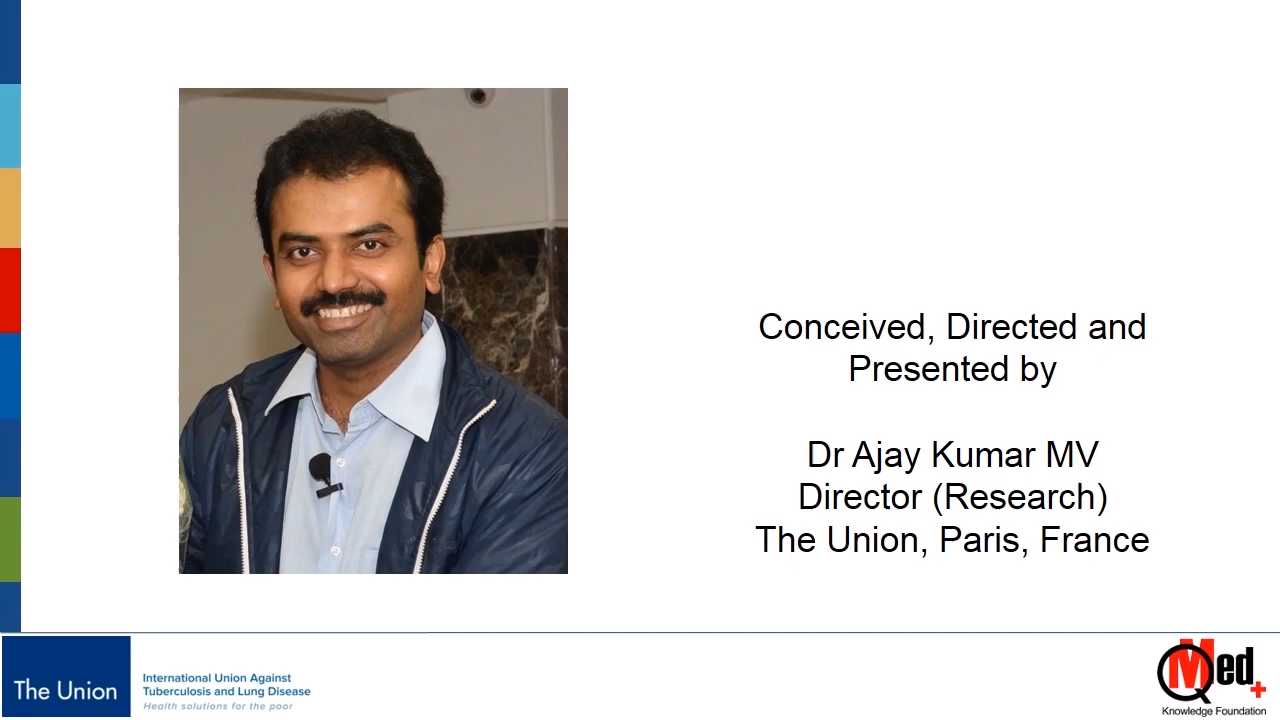 Conceived, Directed and
Presented by
Dr Ajay Kumar MV
Director (Research)
The Union, Paris, France
The Union
International Union Against
Tuberculosis and Lung Disease
Health solutions for the poor
QMed
Knowledge Foundation